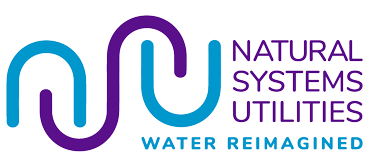 NATURAL
SYSTEMS
UTILITIES
WATER REIMAGINED